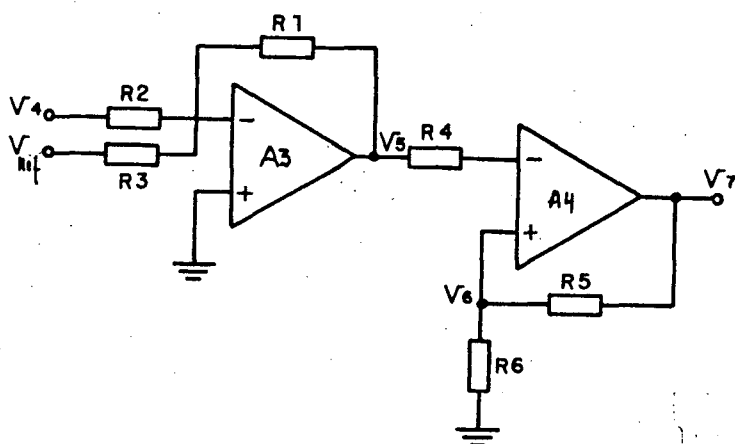 R1
V4
R2
-
V Rif
R3
A3
+
V5
R4
-
A4
+
V7
V6
R5
R6